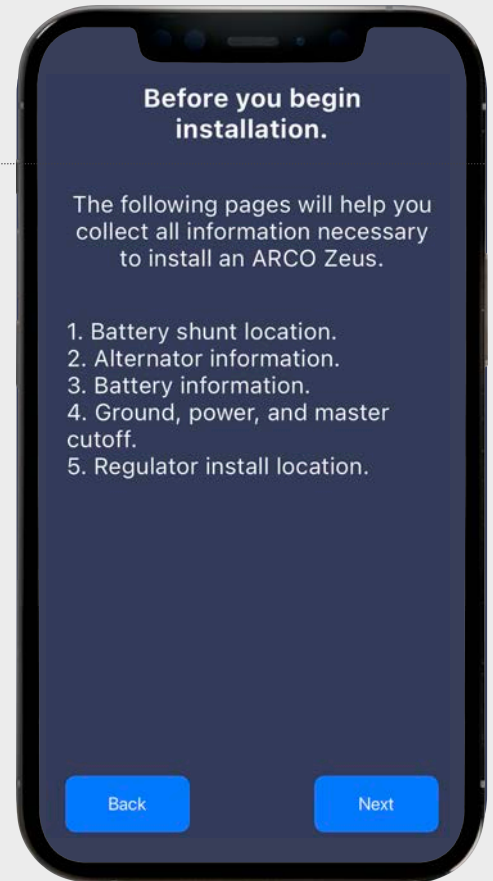 Before you begin
installation.
The following pages will help you
collect all information necessary
to install an ARCO Zeus.
1. Battery shunt location.
2. Alternator information.
3. Battery information.
4. Ground, power, and master
cutoff.
5. Regulator install location.
Back
Next